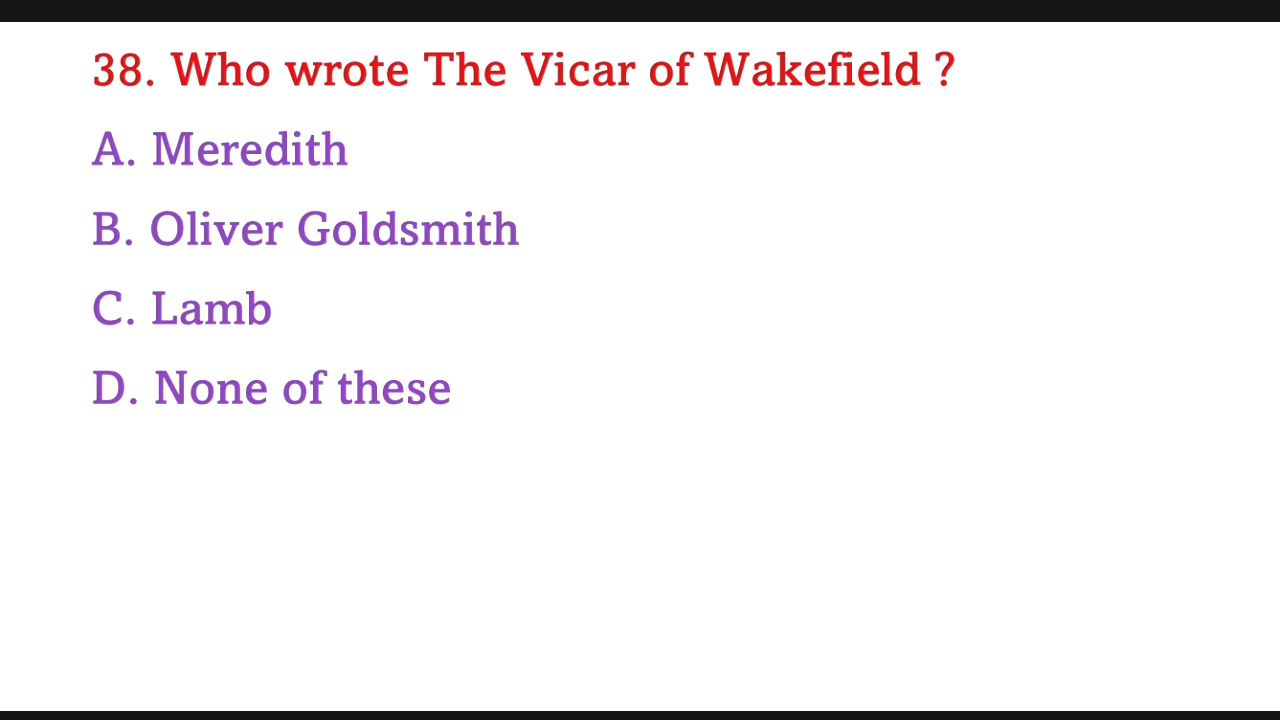 38. Who wrote The Vicar of Wakefield ?
A. Meredith
B. Oliver Goldsmith
C. Lamb
D. None of these